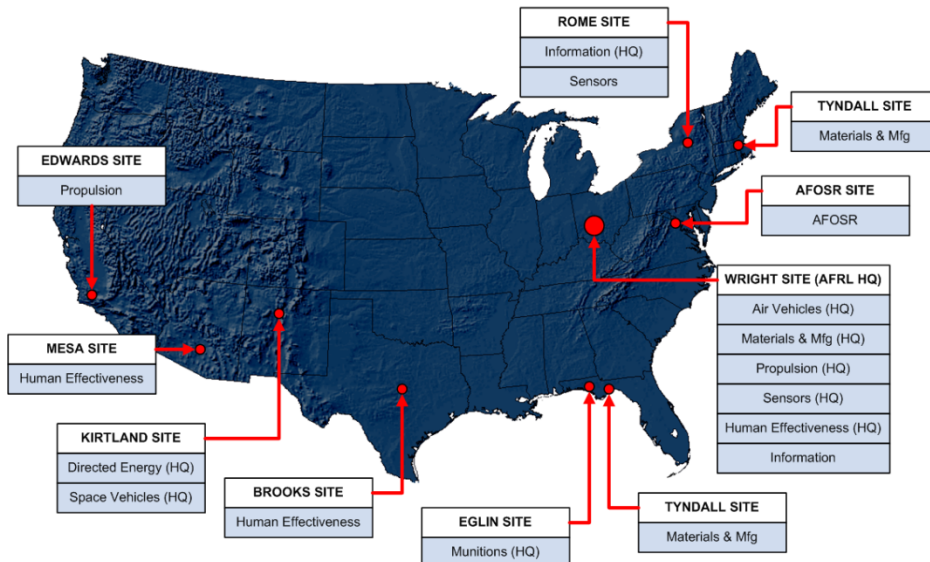 ROME SITE
Information (HQ)
Sensors
TYNDALL SITE
Materials & Mfg
EDWARDS SITE
Propulsion
AFOSR SITE
AFOSR
WRIGHT SITE (AFRL HQ)
Air Vehicles (HQ)
Materials & Mfg (HQ)
Propulsion (HQ)
Sensors (HQ)
Human Effectiveness (HQ)
Information
MESA SITE
Human Effectiveness
KIRTLAND SITE
Directed Energy (HQ)
Space Vehicles (HQ)
BROOKS SITE
Human Effectiveness
EGLIN SITE
Munitions (HQ)
TYNDALL SITE
Materials & Mfg